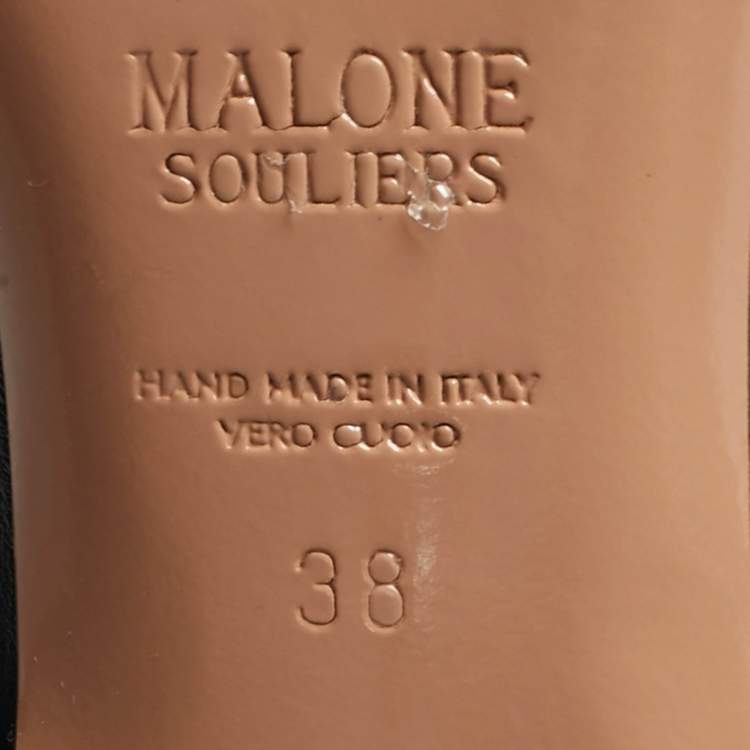 MALONE
SOULIERS
HAND MADE IN ITALY
VERO CUOIO
38